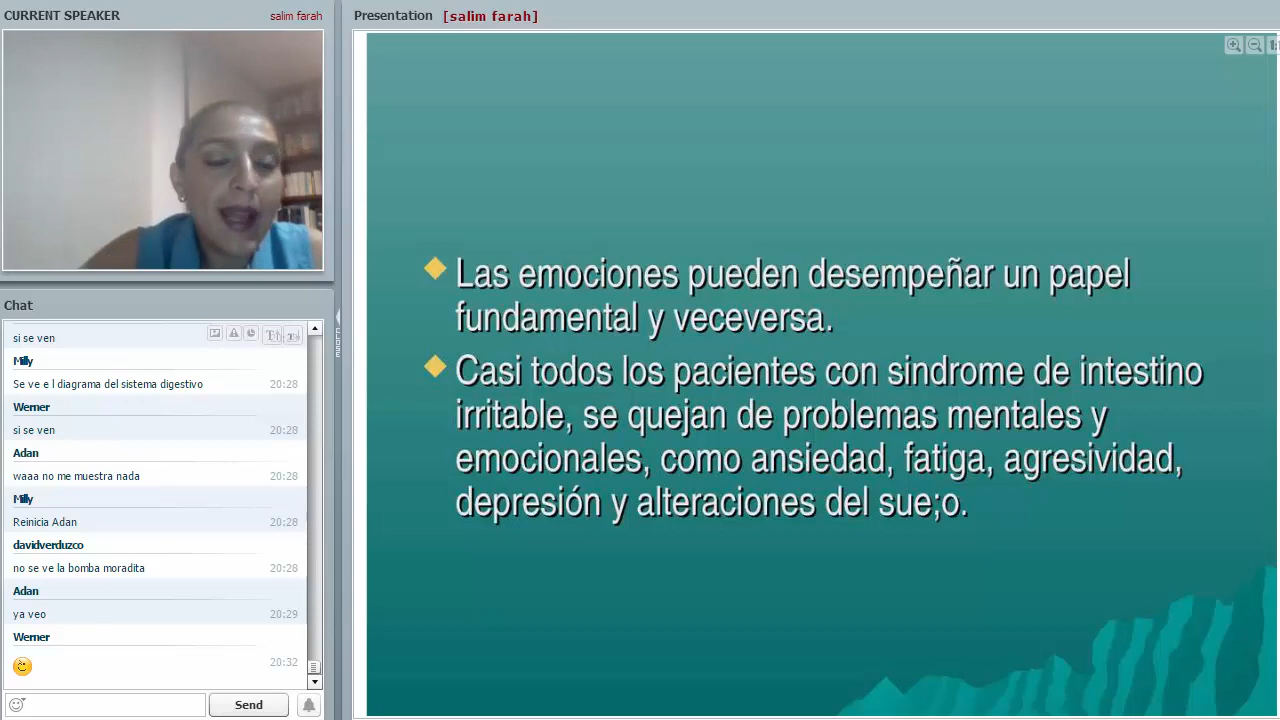 CURRENT SPEAKER
salim farah
Presentation [salim farah]
Chat
si se ven
Milly
Se ve e l diagrama del sistema digestivo 20:28
Werner
si se ven 20:28
Adan
waaa no me muestra nada 20:28
Milly
Reinicia Adan 20:28
davidverduzco
no se ve la bomba moradita 20:28
Adan
ya veo 20:29
Werner
20:32
Send
CLOSE
Las emociones pueden desempeñar un papel
fundamental y veceversa.
Casi todos los pacientes con sindrome de intestino
irritable, se quejan de problemas mentales y
emocionales, como ansiedad, fatiga, agresividad,
depresión y alteraciones del sue;o.